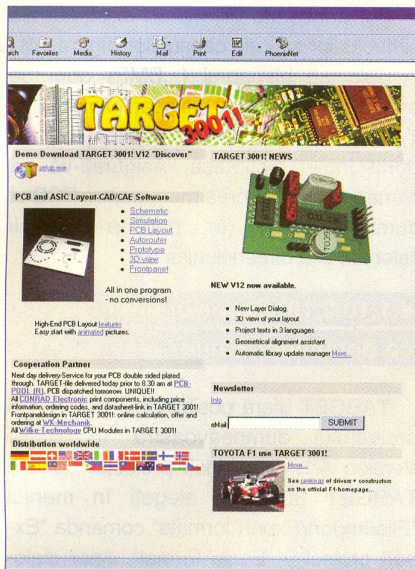 rch Favorites Media History Mail Print Edit PhoenixNet
TARGET
3001!
Demo Download TARGET 3001! V12 "Discover"
setup.exe
PCB and ASIC Layout-CAD/CAE Software
Schematic
Simulation
PCB Layout
Autorouter
Prototype
3D view
Frontpanel
All in one program
- no conversions!
High-End PCB Layout features
Easy start with animated pictures.
Cooperation Partner
Next day delivery-Service for your PCB double sided plated
through. TARGET-file delivered today prior to 8.30 am at PCB-
POOL (R), PCB dispatched tomorrow. UNIQUE!!
All CONRAD Electronic print components, including price
information, ordering codes, and datasheet-link in TARGET 3001!
Frontpaneldesign in TARGET 3001!: online calculation, offer and
ordering at WK-Mechanik.
All Wilke-Technology CPU Modules in TARGET 3001!
Distribution worldwide
TARGET 3001! NEWS
NEW V12 now available.
New Layer Dialog
3D view of your layout
Project texts in 3 languages
Geometrical alignment assistant
Automatic library update manager More...
Newsletter
Info
eMail SUBMIT
TOYOTA F1 use TARGET 3001!
More...
See rankings of drivers + constructors
on the official F1-homepage...